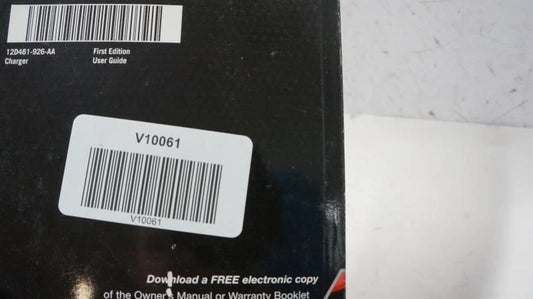 12D481-926-AA First Edition
Charger User Guide
V10061
V10061
Download a FREE electronic copy
of the Owner's Manual or Warranty Booklet